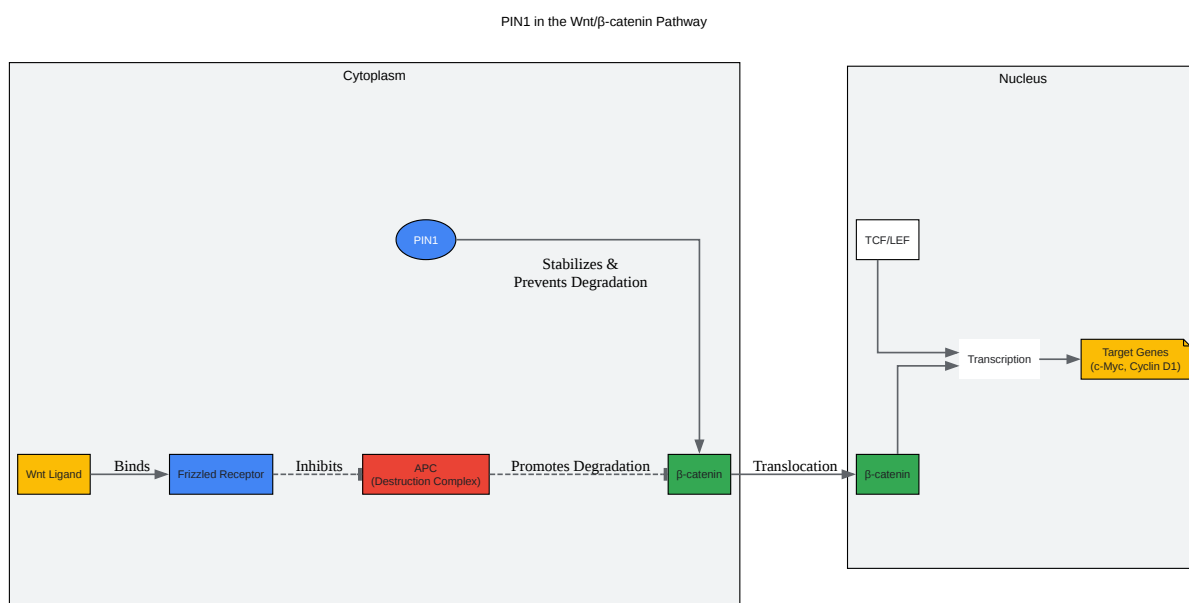 PIN1 in the Wnt/β-catenin Pathway
Cytoplasm
Nucleus
PIN1
TCF/LEF
Stabilizes &
Prevents Degradation
Transcription
Target Genes
(c-Myc, Cyclin D1)
Wnt Ligand
Binds
Frizzled Receptor
Inhibits
APC
(Destruction Complex)
Promotes Degradation
β-catenin
Translocation
β-catenin